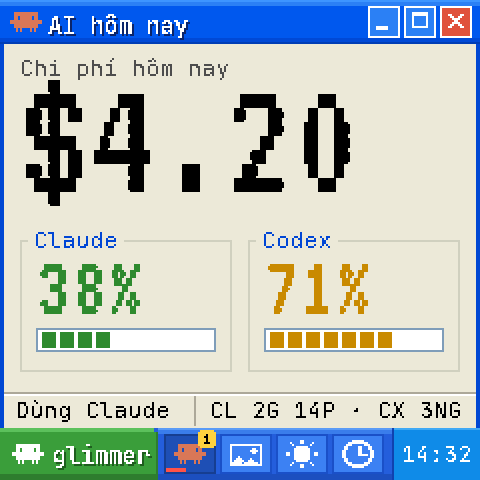 AI hôm nay
Chi phí hôm nay
$4.20
Claude
38%
Codex
71%
Dùng Claude
CL 2G 14P · CX 3NG
glimmer
1
14:32